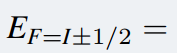 E_{F=I±1/2} =